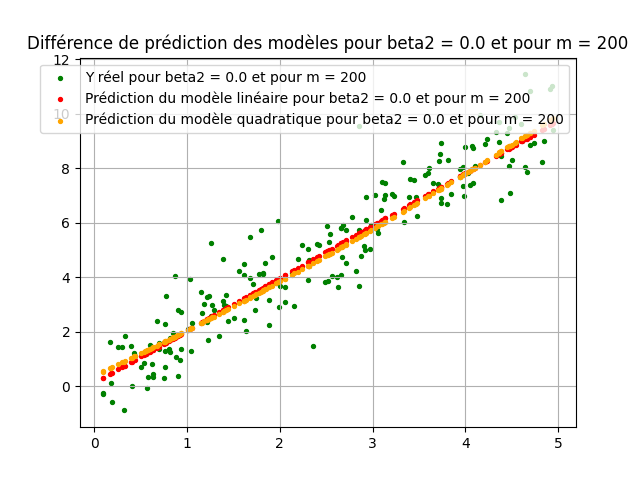 Différence de prédiction des modèles pour beta2 = 0.0 et pour m = 200
Y réel pour beta2 = 0.0 et pour m = 200
Prédiction du modèle linéaire pour beta2 = 0.0 et pour m = 200
Prédiction du modèle quadratique pour beta2 = 0.0 et pour m = 200
12
10
8
6
4
2
0
0 1 2 3 4 5